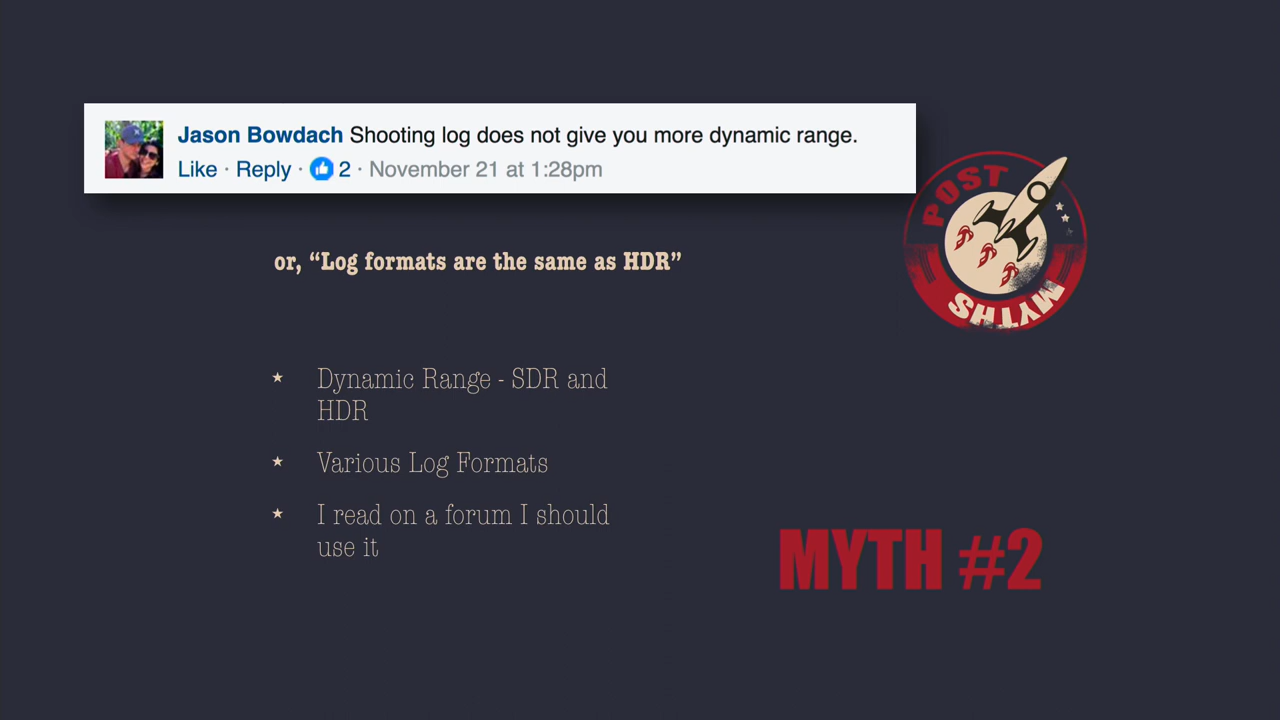 Jason Bowdach Shooting log does not give you more dynamic range.
Like · Reply · 2 · November 21 at 1:28pm
POST
MYTHS
or, “Log formats are the same as HDR”
★ Dynamic Range - SDR and
HDR
★ Various Log Formats
★ I read on a forum I should
use it
MYTH #2